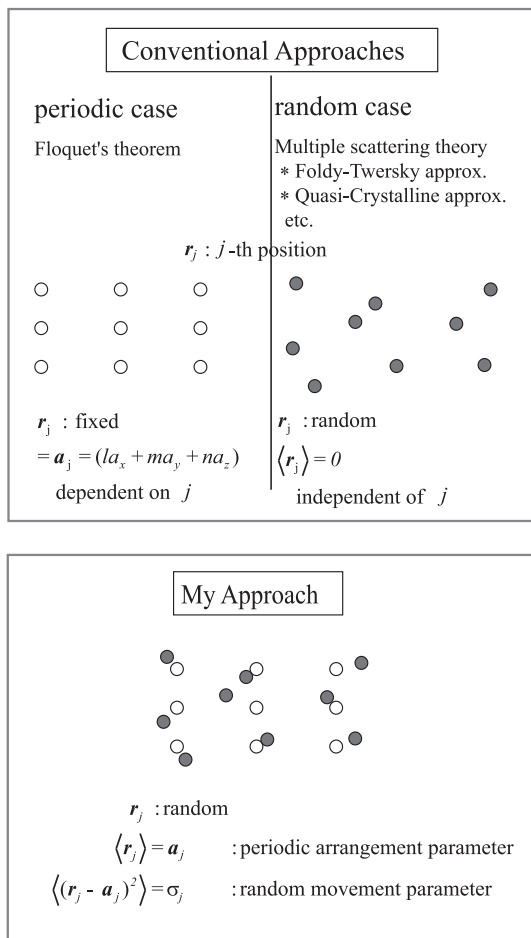 Conventional Approaches
periodic case
Floquet's theorem
random case
Multiple scattering theory
* Foldy-Twersky approx.
* Quasi-Crystalline approx.
etc.
r_j : j-th position
r_j : fixed
= a_j = (la_x + ma_y + na_z)
dependent on j
r_j : random
⟨r_j⟩ = 0
independent of j
My Approach
r_j : random
⟨r_j⟩ = a_j : periodic arrangement parameter
⟨(r_j - a_j)^2⟩ = σ_j : random movement parameter